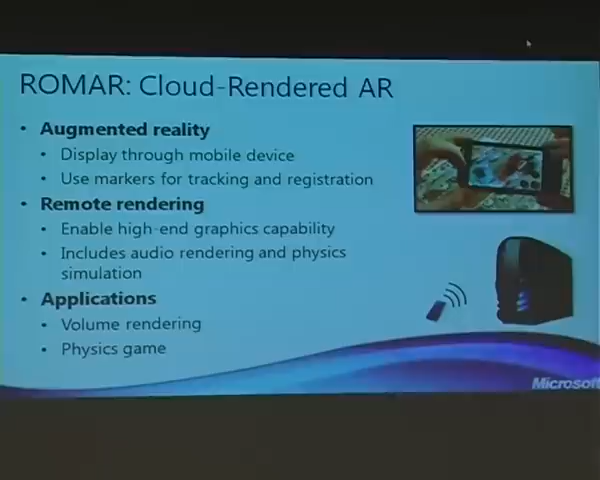 ROMAR: Cloud-Rendered AR
• Augmented reality
• Display through mobile device
• Use markers for tracking and registration
• Remote rendering
• Enable high-end graphics capability
• Includes audio rendering and physics
simulation
• Applications
• Volume rendering
• Physics game
Microsoft